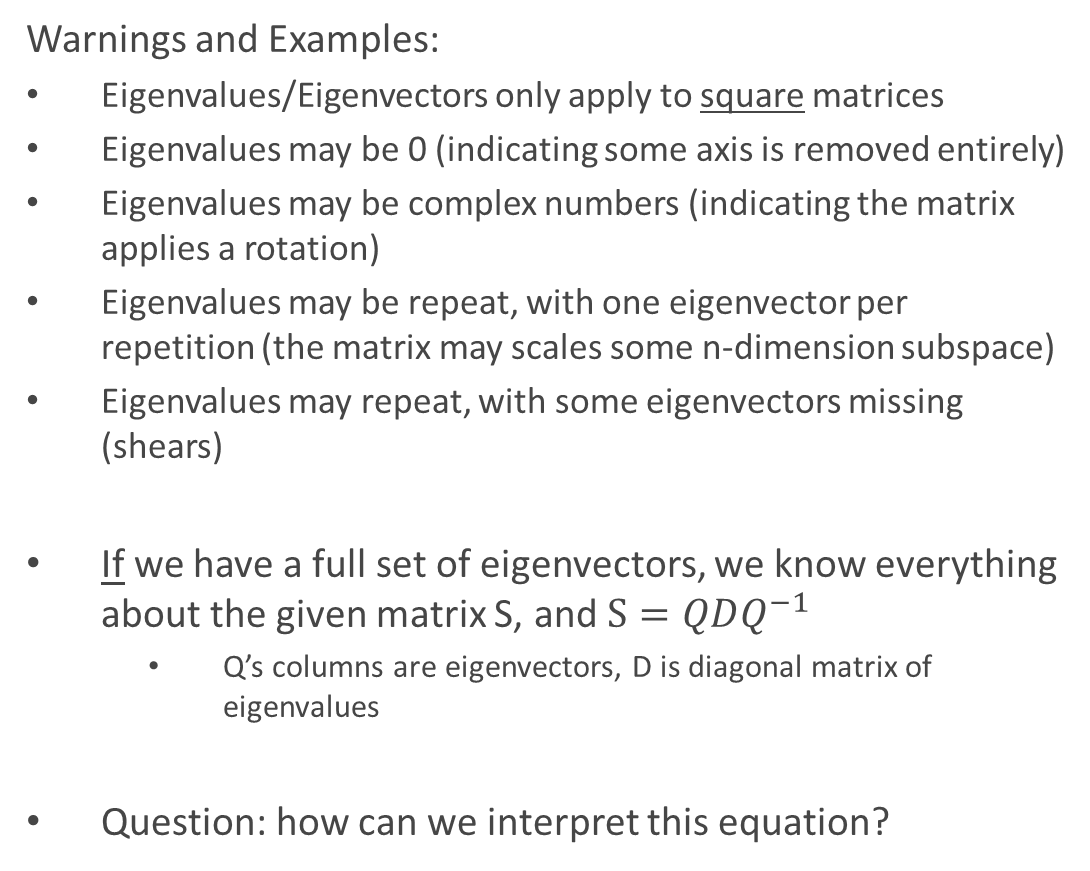 Warnings and Examples:
• Eigenvalues/Eigenvectors only apply to square matrices
• Eigenvalues may be 0 (indicating some axis is removed entirely)
• Eigenvalues may be complex numbers (indicating the matrix
applies a rotation)
• Eigenvalues may be repeat, with one eigenvector per
repetition (the matrix may scales some n-dimension subspace)
• Eigenvalues may repeat, with some eigenvectors missing
(shears)
• If we have a full set of eigenvectors, we know everything
about the given matrix S, and S = QDQ⁻¹
• Q’s columns are eigenvectors, D is diagonal matrix of
eigenvalues
• Question: how can we interpret this equation?